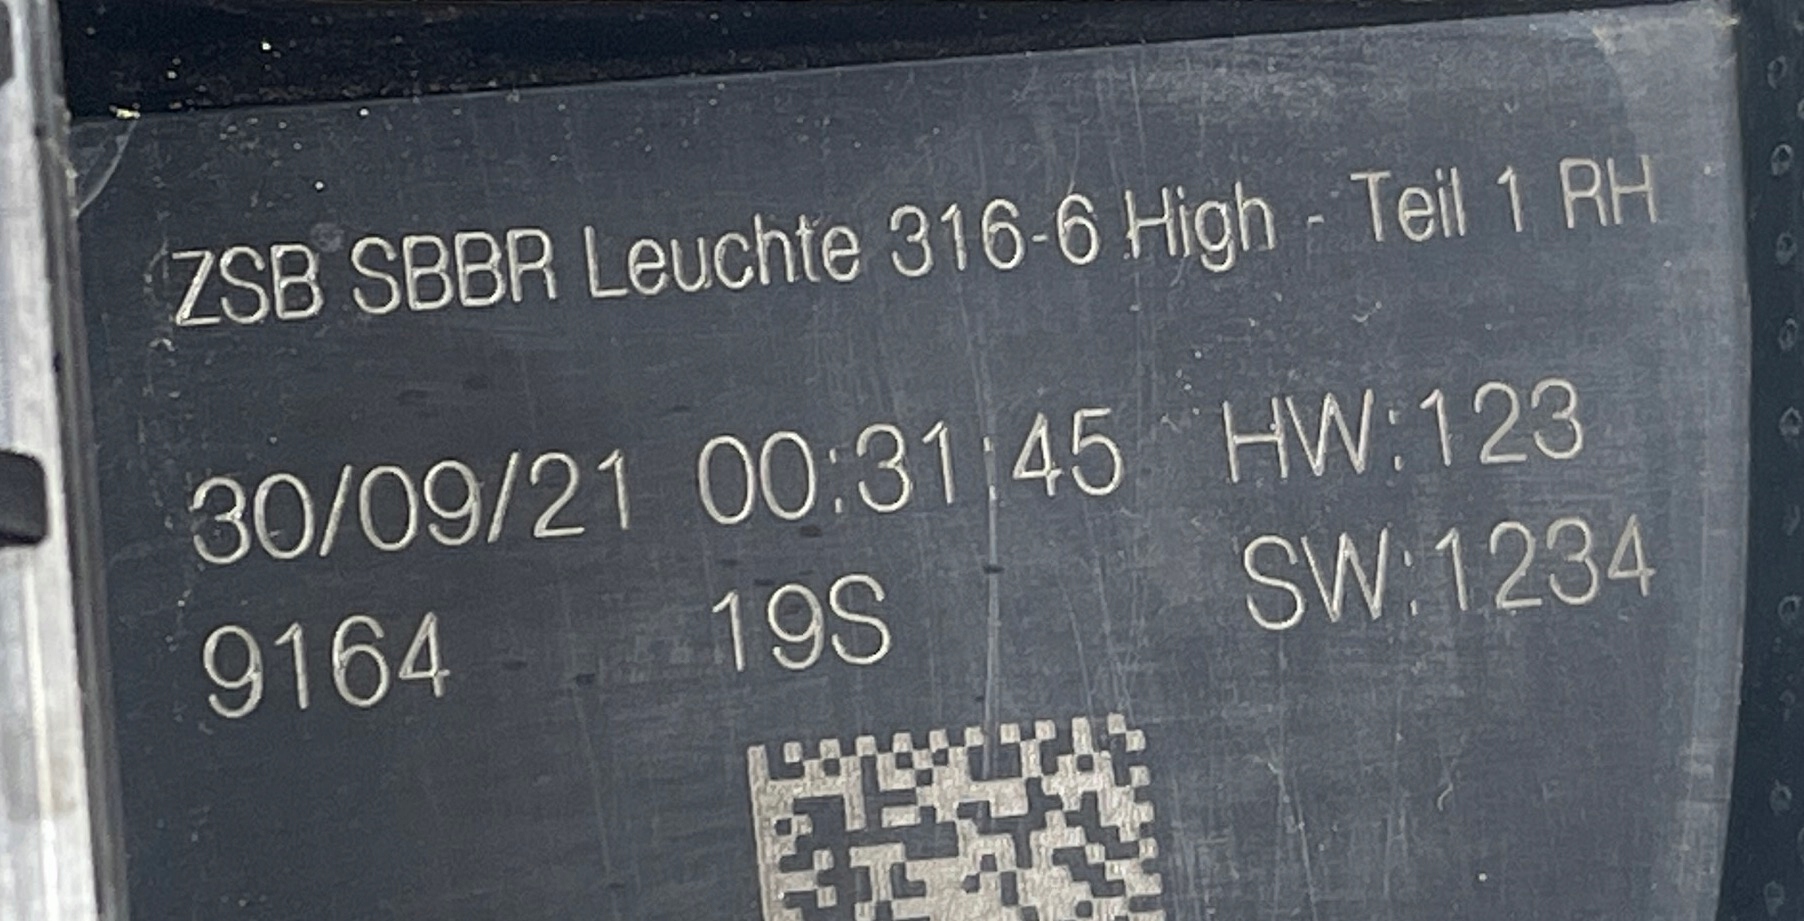 ZSB SBBR Leuchte 316-6 High - Teil 1 RH
30/09/21 00:31:45 HW:123
9164 19S SW:1234